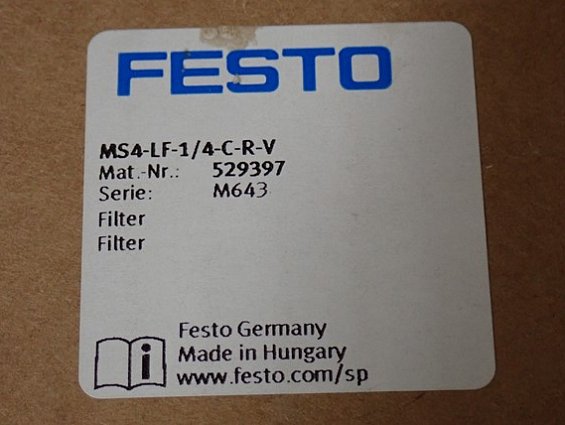 FESTO
MS4-LF-1/4-C-R-V
Mat.-Nr.: 529397
Serie: M643
Filter
Filter
Festo Germany
Made in Hungary
www.festo.com/sp